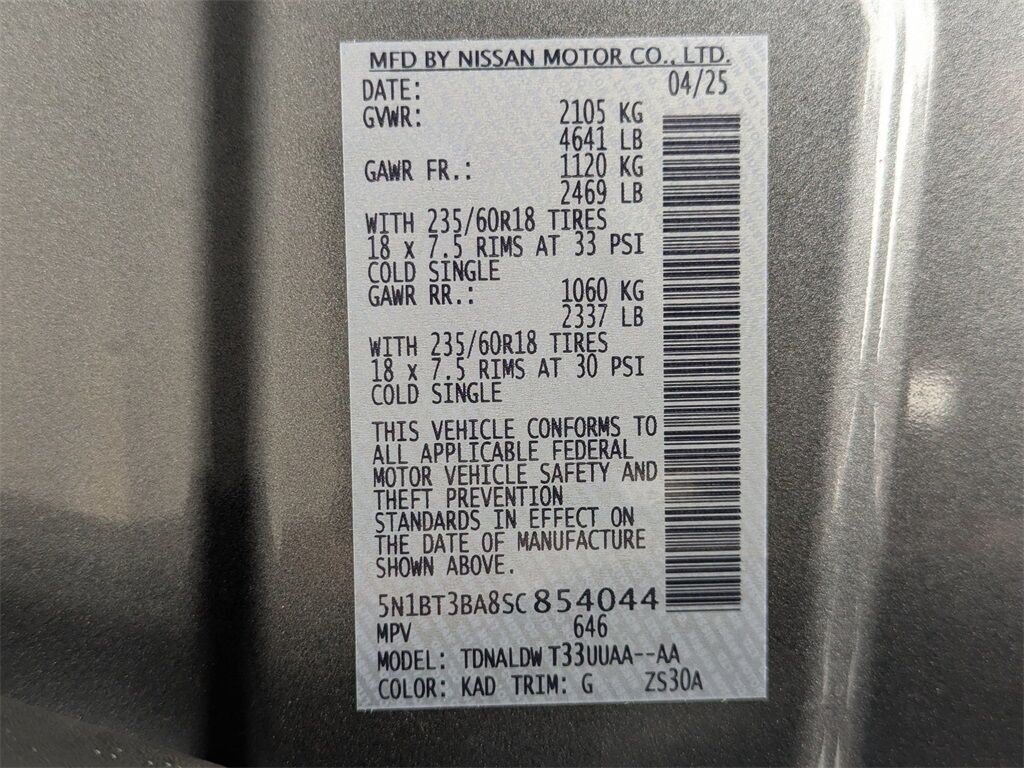 MFD BY NISSAN MOTOR CO., LTD.
DATE: 04/25
GVWR: 2105 KG
4641 LB
GAWR FR.: 1120 KG
2469 LB
WITH 235/60R18 TIRES
18 x 7.5 RIMS AT 33 PSI
COLD SINGLE
GAWR RR.: 1060 KG
2337 LB
WITH 235/60R18 TIRES
18 x 7.5 RIMS AT 30 PSI
COLD SINGLE
THIS VEHICLE CONFORMS TO
ALL APPLICABLE FEDERAL
MOTOR VEHICLE SAFETY AND
THEFT PREVENTION
STANDARDS IN EFFECT ON
THE DATE OF MANUFACTURE
SHOWN ABOVE.
5N1BT3BA8SC854044
MPV 646
MODEL: TDNALDW T33UUAA--AA
COLOR: KAD TRIM: G ZS30A